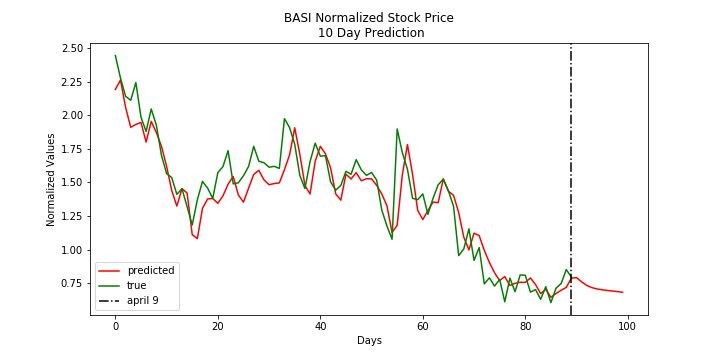 BASI Normalized Stock Price
10 Day Prediction
2.50
2.25
2.00
1.75
1.50
1.25
1.00
0.75
Normalized Values
predicted
true
april 9
0 20 40 60 80 100
Days